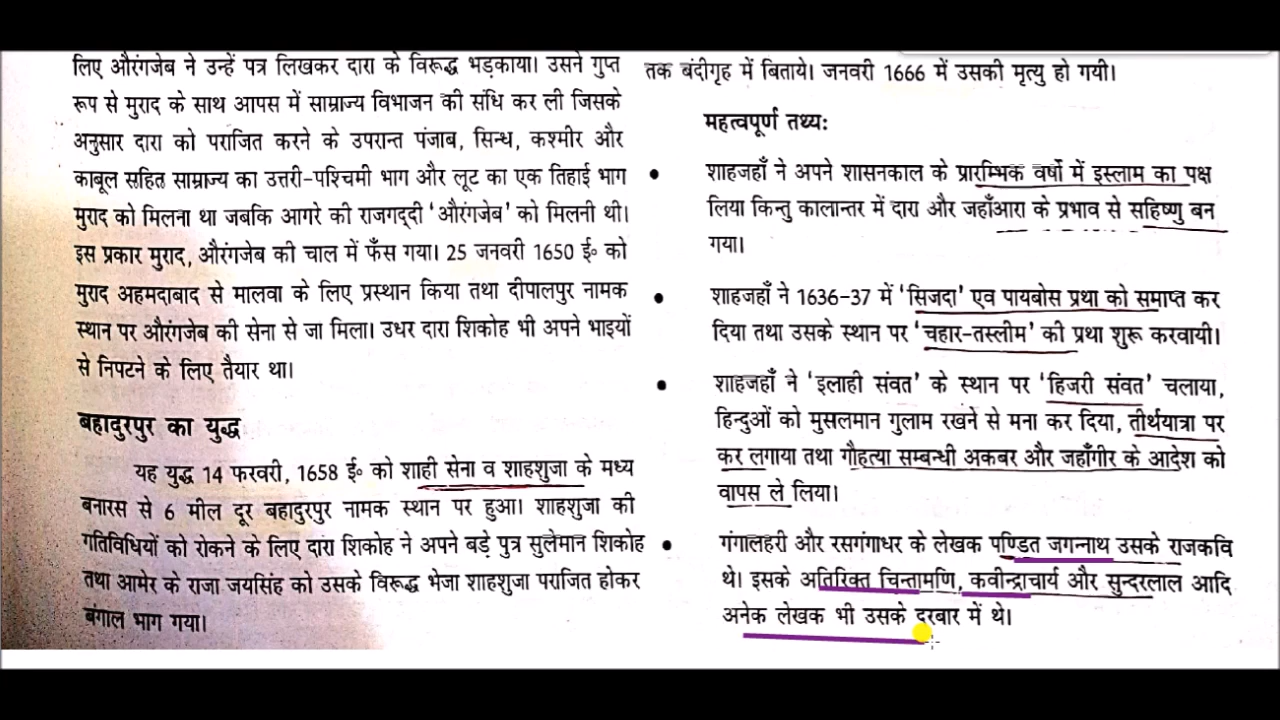 लिए औरंगजेब ने उन्हें पत्र लिखकर दारा के विरूद्ध भड़काया। उसने गुप्त
रूप से मुराद के साथ आपस में साम्राज्य विभाजन की संधि कर ली जिसके
अनुसार दारा को पराजित करने के उपरान्त पंजाब, सिन्ध, कश्मीर और
काबूल सहित साम्राज्य का उत्तरी-पश्चिमी भाग और लूट का एक तिहाई भाग
मुराद को मिलना था जबकि आगरे की राजगद्दी 'औरंगजेब' को मिलनी थी।
इस प्रकार मुराद, औरंगजेब की चाल में फँस गया। 25 जनवरी 1650 ई० को
मुराद अहमदाबाद से मालवा के लिए प्रस्थान किया तथा दीपालपुर नामक
स्थान पर औरंगजेब की सेना से जा मिला। उधर दारा शिकोह भी अपने भाइयों
से निपटने के लिए तैयार था।
बहादुरपुर का युद्ध
यह युद्ध 14 फरवरी, 1658 ई० को शाही सेना व शाहशुजा के मध्य
बनारस से 6 मील दूर बहादुरपुर नामक स्थान पर हुआ। शाहशुजा की
गतिविधियों को रोकने के लिए दारा शिकोह ने अपने बड़े पुत्र सुलेमान शिकोह
तथा आमेर के राजा जयसिंह को उसके विरूद्ध भेजा शाहशुजा पराजित होकर
बंगाल भाग गया।
तक बंदीगृह में बिताये। जनवरी 1666 में उसकी मृत्यु हो गयी।
महत्वपूर्ण तथ्यः
• शाहजहाँ ने अपने शासनकाल के प्रारम्भिक वर्षो में इस्लाम का पक्ष
लिया किन्तु कालान्तर में दारा और जहाँआरा के प्रभाव से सहिष्णु बन
गया।
• शाहजहाँ ने 1636-37 में 'सिजदा' एव पायबोस प्रथा को समाप्त कर
दिया तथा उसके स्थान पर 'चहार-तस्लीम' की प्रथा शुरू करवायी।
• शाहजहाँ ने 'इलाही संवत' के स्थान पर 'हिजरी संवत' चलाया,
हिन्दुओं को मुसलमान गुलाम रखने से मना कर दिया, तीर्थयात्रा पर
कर लगाया तथा गौहत्या सम्बन्धी अकबर और जहाँगीर के आदेश को
वापस ले लिया।
• गंगालहरी और रसगंगाधर के लेखक पण्डित जगन्नाथ उसके राजकवि
थे। इसके अतिरिक्त चिन्तामणि, कवीन्द्राचार्य और सुन्दरलाल आदि
अनेक लेखक भी उसके दरबार में थे।